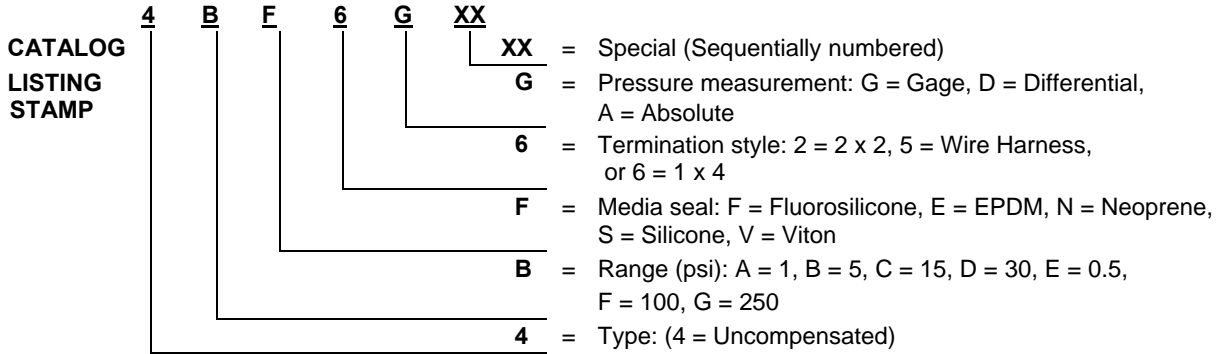 4 B F 6 G XX
CATALOG XX = Special (Sequentially numbered)
LISTING G = Pressure measurement: G = Gage, D = Differential,
STAMP A = Absolute
6 = Termination style: 2 = 2 x 2, 5 = Wire Harness,
or 6 = 1 x 4
F = Media seal: F = Fluorosilicone, E = EPDM, N = Neoprene,
S = Silicone, V = Viton
B = Range (psi): A = 1, B = 5, C = 15, D = 30, E = 0.5,
F = 100, G = 250
4 = Type: (4 = Uncompensated)